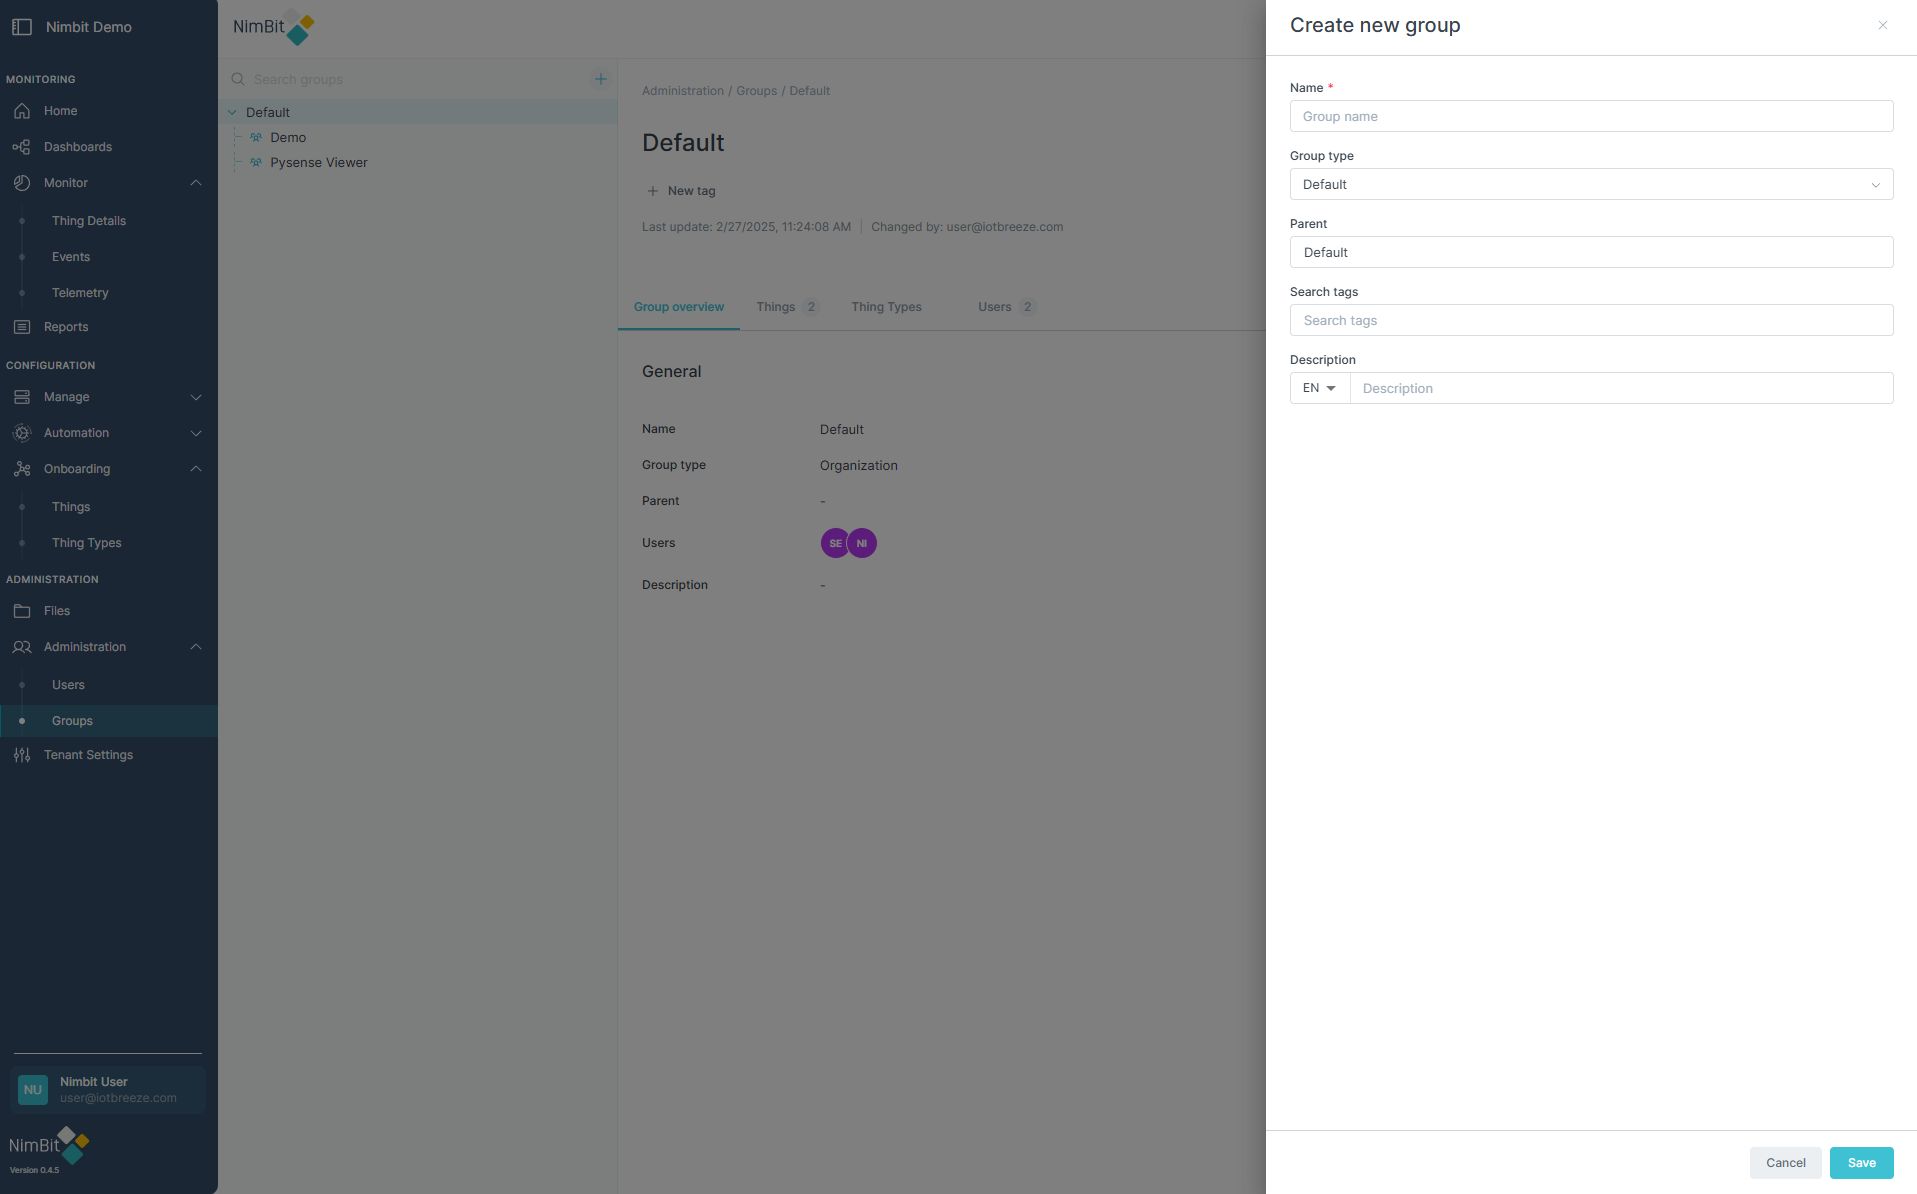 Nimbit Demo
MONITORING
Home
Dashboards
Monitor
Thing Details
Events
Telemetry
Reports
CONFIGURATION
Manage
Automation
Onboarding
Things
Thing Types
ADMINISTRATION
Files
Administration
Users
Groups
Tenant Settings
NU
Nimbit User
user@iotbreeze.com
NimBit
Version 0.4.5
NimBit
Search groups
Default
Demo
Pysense Viewer
Administration / Groups / Default
Default
New tag
Last update: 2/27/2025, 11:24:08 AM Changed by: user@iotbreeze.com
Group overview Things 2 Thing Types Users 2
General
Name Default
Group type Organization
Parent -
Users SE NI
Description -
Create new group
Name *
Group name
Group type
Default
Parent
Default
Search tags
Search tags
Description
EN Description
Cancel Save